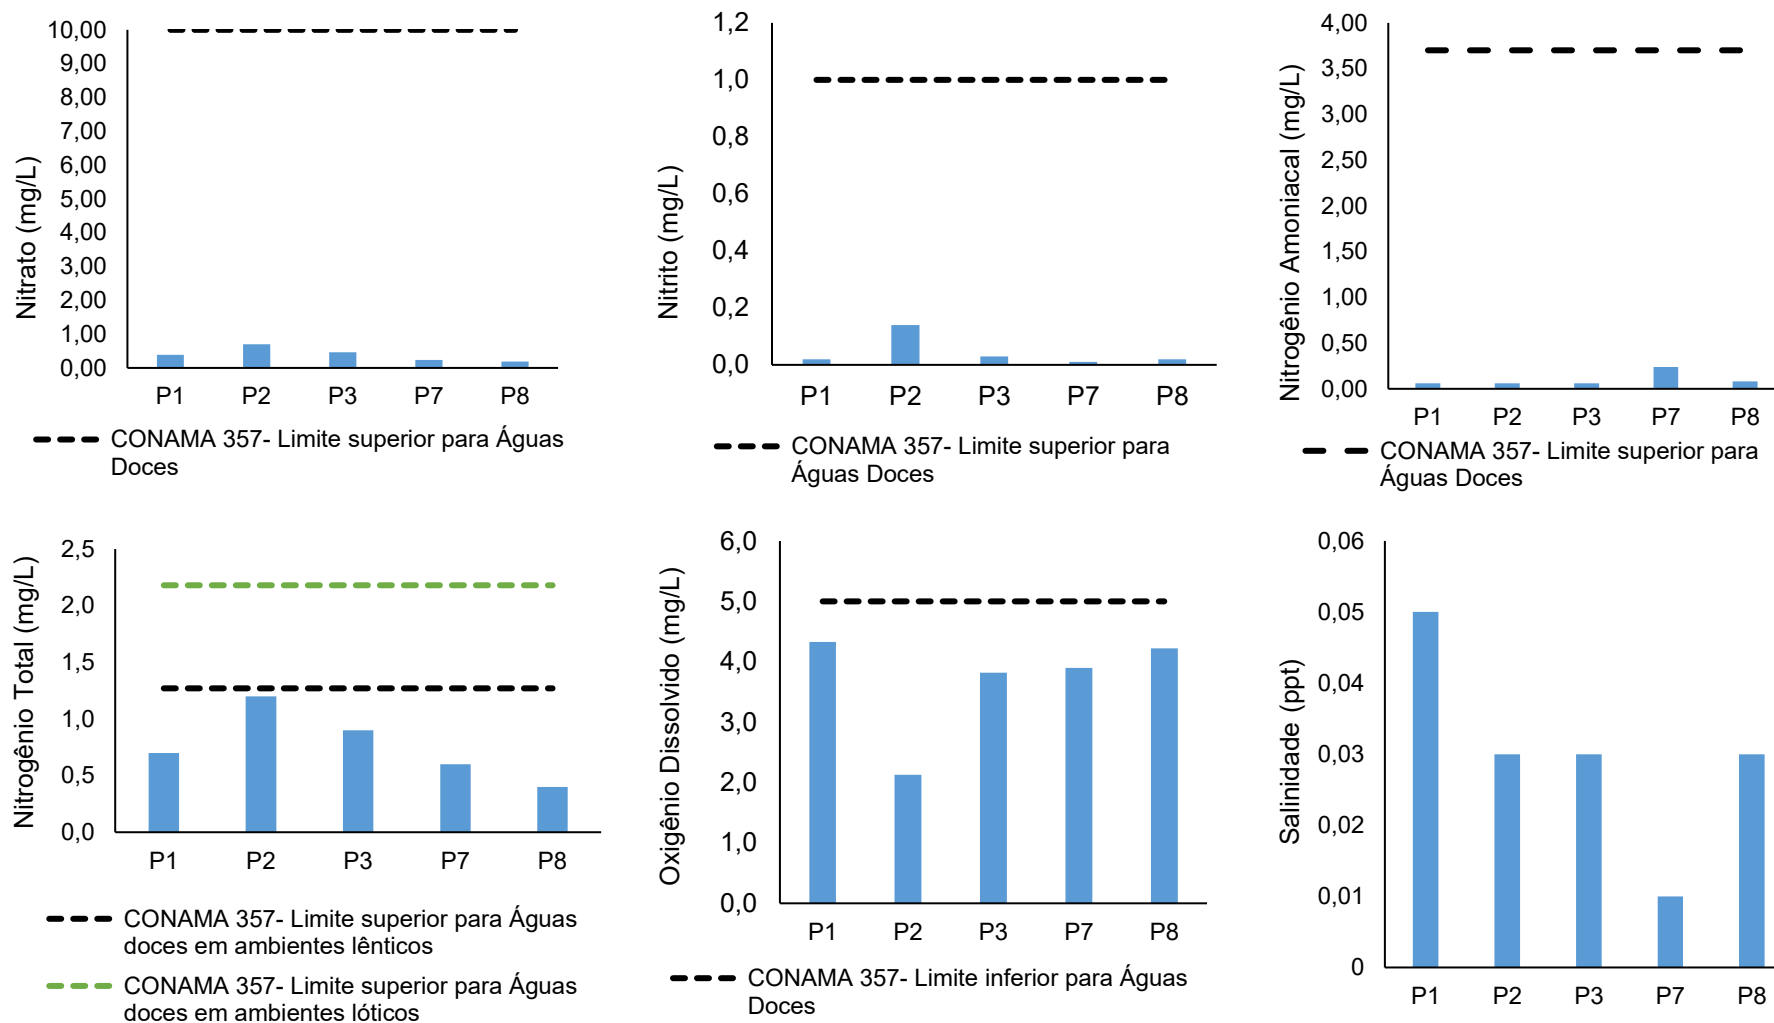 Nitrato (mg/L)
10,00
9,00
8,00
7,00
6,00
5,00
4,00
3,00
2,00
1,00
0,00
P1 P2 P3 P7 P8
CONAMA 357- Limite superior para Águas
Doces
Nitrito (mg/L)
1,2
1,0
0,8
0,6
0,4
0,2
0,0
P1 P2 P3 P7 P8
CONAMA 357- Limite superior para
Águas Doces
Nitrogênio Amoniacal (mg/L)
4,00
3,50
3,00
2,50
2,00
1,50
1,00
0,50
0,00
P1 P2 P3 P7 P8
CONAMA 357- Limite superior para
Águas Doces
Nitrogênio Total (mg/L)
2,5
2,0
1,5
1,0
0,5
0,0
P1 P2 P3 P7 P8
CONAMA 357- Limite superior para Águas
doces em ambientes lênticos
CONAMA 357- Limite superior para Águas
doces em ambientes lóticos
Oxigênio Dissolvido (mg/L)
6,0
5,0
4,0
3,0
2,0
1,0
0,0
P1 P2 P3 P7 P8
CONAMA 357- Limite inferior para Águas
Doces
Salinidade (ppt)
0,06
0,05
0,04
0,03
0,02
0,01
0
P1 P2 P3 P7 P8